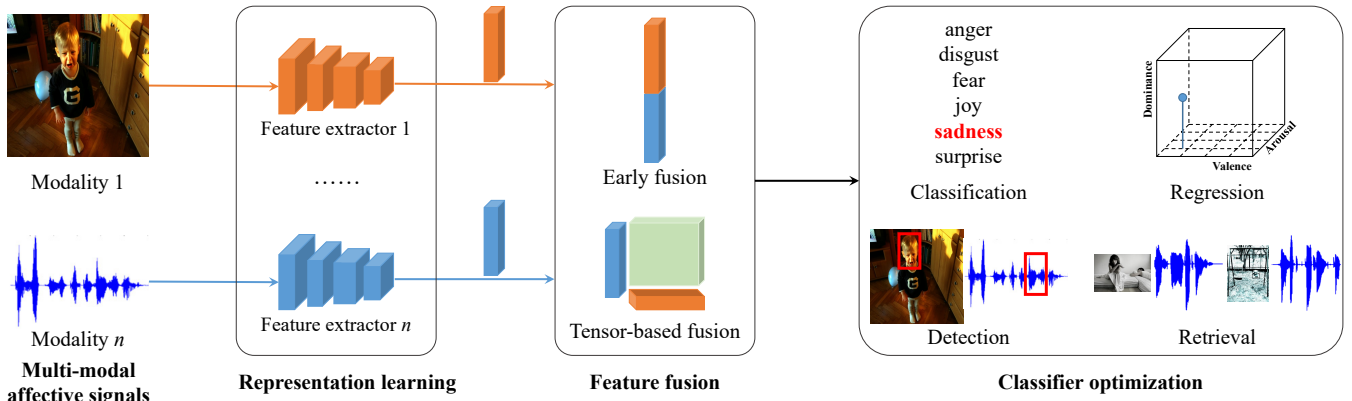 Modality 1
Modality n
Multi-modal
affective signals
Feature extractor 1
......
Feature extractor n
Representation learning
Early fusion
Tensor-based fusion
Feature fusion
anger
disgust
fear
joy
sadness
surprise
Classification
Dominance
Valence
Arousal
Regression
Detection
Retrieval
Classifier optimization
G
G